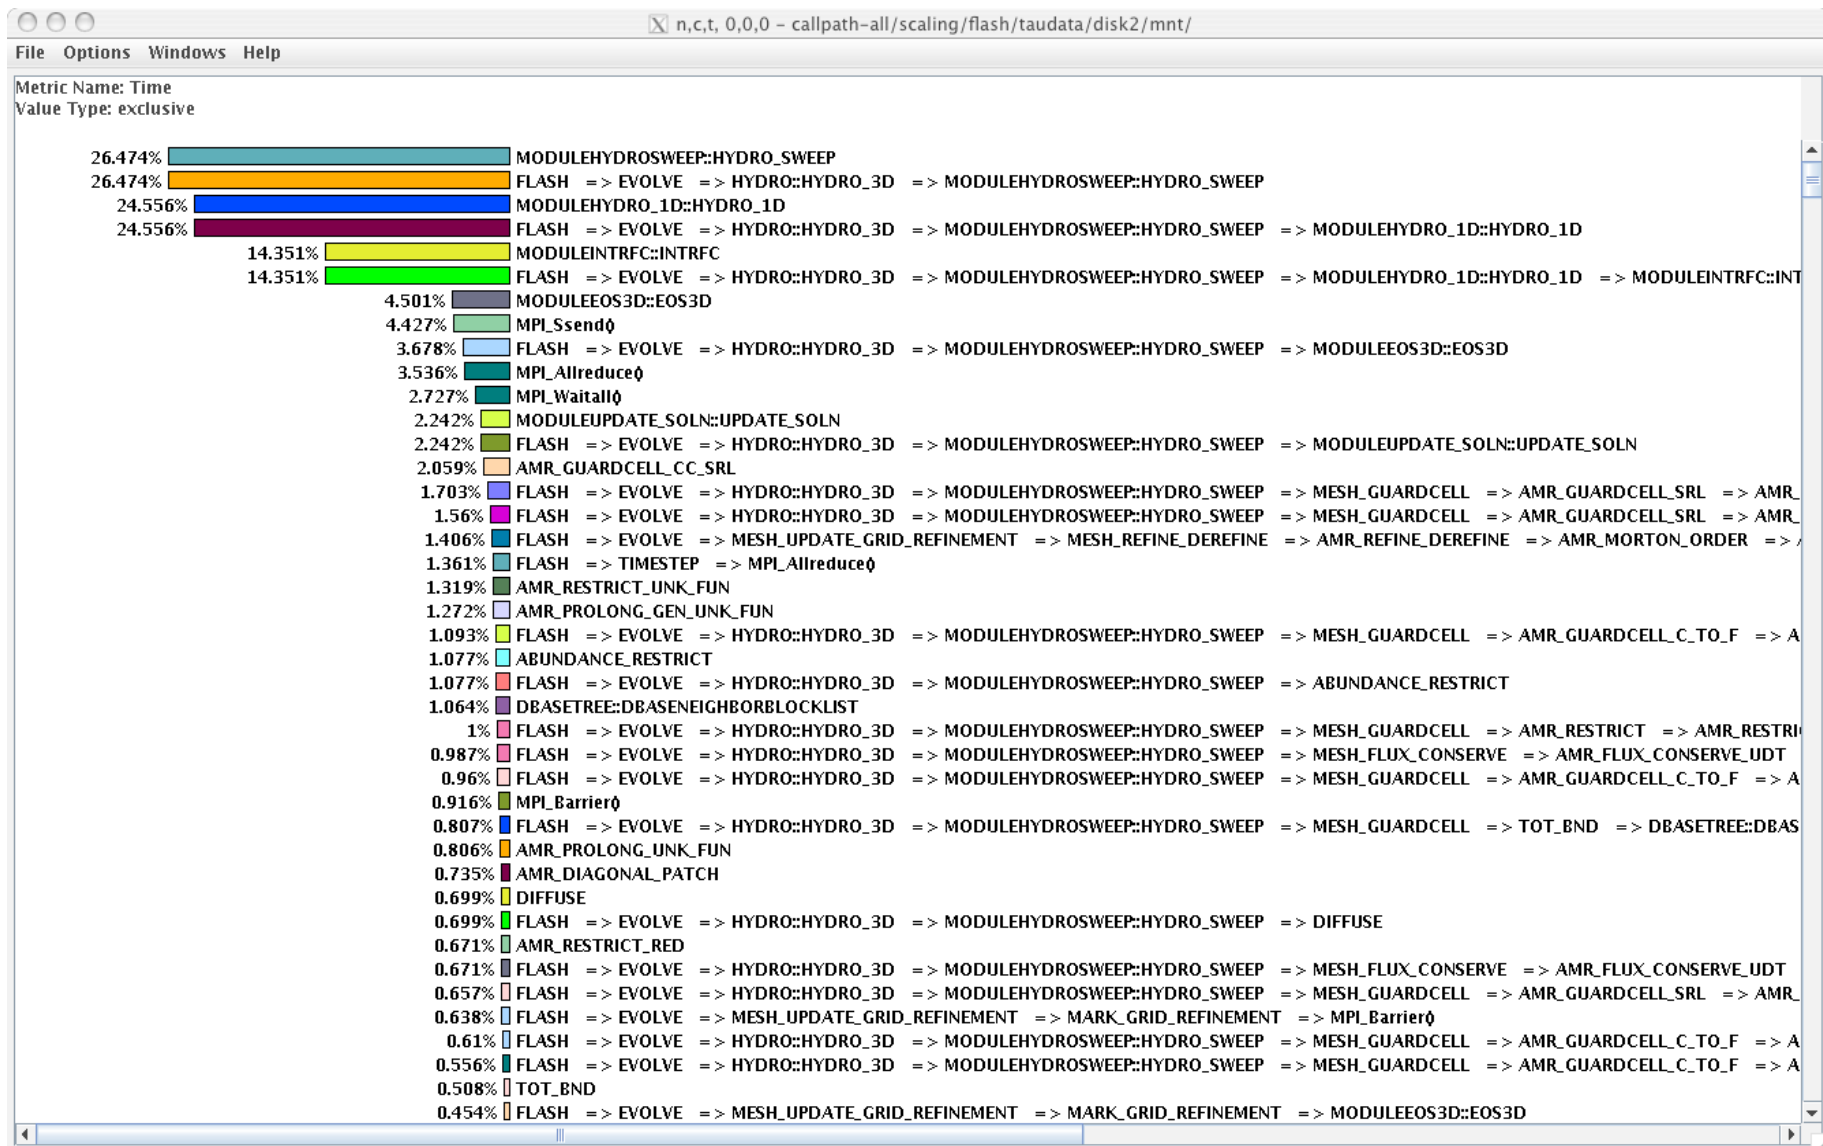 n,c,t, 0,0,0 – callpath-all/scaling/flash/taudata/disk2/mnt/
File Options Windows Help
Metric Name: Time
Value Type: exclusive
26.474% MODULEHYDROSWEEP::HYDRO_SWEEP
26.474% FLASH => EVOLVE => HYDRO::HYDRO_3D => MODULEHYDROSWEEP::HYDRO_SWEEP
24.556% MODULEHYDRO_1D::HYDRO_1D
24.556% FLASH => EVOLVE => HYDRO::HYDRO_3D => MODULEHYDROSWEEP::HYDRO_SWEEP => MODULEHYDRO_1D::HYDRO_1D
14.351% MODULEINTRFC::INTRFC
14.351% FLASH => EVOLVE => HYDRO::HYDRO_3D => MODULEHYDROSWEEP::HYDRO_SWEEP => MODULEHYDRO_1D::HYDRO_1D => MODULEINTRFC::INT
4.501% MODULEEOS3D::EOS3D
4.427% MPI_Ssend()
3.678% FLASH => EVOLVE => HYDRO::HYDRO_3D => MODULEHYDROSWEEP::HYDRO_SWEEP => MODULEEOS3D::EOS3D
3.536% MPI_Allreduce()
2.727% MPI_Waitall()
2.242% MODULEUPDATE_SOLN::UPDATE_SOLN
2.242% FLASH => EVOLVE => HYDRO::HYDRO_3D => MODULEHYDROSWEEP::HYDRO_SWEEP => MODULEUPDATE_SOLN::UPDATE_SOLN
2.059% AMR_GUARDCELL_CC_SRL
1.703% FLASH => EVOLVE => HYDRO::HYDRO_3D => MODULEHYDROSWEEP::HYDRO_SWEEP => MESH_GUARDCELL => AMR_GUARDCELL_SRL => AMR_
1.56% FLASH => EVOLVE => HYDRO::HYDRO_3D => MODULEHYDROSWEEP::HYDRO_SWEEP => MESH_GUARDCELL => AMR_GUARDCELL_SRL => AMR_
1.406% FLASH => EVOLVE => MESH_UPDATE_GRID_REFINEMENT => MESH_REFINE_DEREFINE => AMR_REFINE_DEREFINE => AMR_MORTON_ORDER =>
1.361% FLASH => TIMESTEP => MPI_Allreduce()
1.319% AMR_RESTRICT_UNK_FUN
1.272% AMR_PROLONG_GEN_UNK_FUN
1.093% FLASH => EVOLVE => HYDRO::HYDRO_3D => MODULEHYDROSWEEP::HYDRO_SWEEP => MESH_GUARDCELL => AMR_GUARDCELL_C_TO_F => A
1.077% ABUNDANCE_RESTRICT
1.077% FLASH => EVOLVE => HYDRO::HYDRO_3D => MODULEHYDROSWEEP::HYDRO_SWEEP => ABUNDANCE_RESTRICT
1.064% DBASETREE::DBASENEIGHBORBLOCKLIST
1% FLASH => EVOLVE => HYDRO::HYDRO_3D => MODULEHYDROSWEEP::HYDRO_SWEEP => MESH_GUARDCELL => AMR_RESTRICT => AMR_RESTRI
0.987% FLASH => EVOLVE => HYDRO::HYDRO_3D => MODULEHYDROSWEEP::HYDRO_SWEEP => MESH_FLUX_CONSERVE => AMR_FLUX_CONSERVE_UDT
0.96% FLASH => EVOLVE => HYDRO::HYDRO_3D => MODULEHYDROSWEEP::HYDRO_SWEEP => MESH_GUARDCELL => AMR_GUARDCELL_C_TO_F => A
0.916% MPI_Barrier()
0.807% FLASH => EVOLVE => HYDRO::HYDRO_3D => MODULEHYDROSWEEP::HYDRO_SWEEP => MESH_GUARDCELL => TOT_BND => DBASETREE::DBAS
0.806% AMR_PROLONG_UNK_FUN
0.735% AMR_DIAGONAL_PATCH
0.699% DIFFUSE
0.699% FLASH => EVOLVE => HYDRO::HYDRO_3D => MODULEHYDROSWEEP::HYDRO_SWEEP => DIFFUSE
0.671% AMR_RESTRICT_RED
0.671% FLASH => EVOLVE => HYDRO::HYDRO_3D => MODULEHYDROSWEEP::HYDRO_SWEEP => MESH_FLUX_CONSERVE => AMR_FLUX_CONSERVE_UDT
0.657% FLASH => EVOLVE => HYDRO::HYDRO_3D => MODULEHYDROSWEEP::HYDRO_SWEEP => MESH_GUARDCELL => AMR_GUARDCELL_SRL => AMR_
0.638% FLASH => EVOLVE => MESH_UPDATE_GRID_REFINEMENT => MARK_GRID_REFINEMENT => MPI_Barrier()
0.61% FLASH => EVOLVE => HYDRO::HYDRO_3D => MODULEHYDROSWEEP::HYDRO_SWEEP => MESH_GUARDCELL => AMR_GUARDCELL_C_TO_F => A
0.556% FLASH => EVOLVE => HYDRO::HYDRO_3D => MODULEHYDROSWEEP::HYDRO_SWEEP => MESH_GUARDCELL => AMR_GUARDCELL_C_TO_F => A
0.508% TOT_BND
0.454% FLASH => EVOLVE => MESH_UPDATE_GRID_REFINEMENT => MARK_GRID_REFINEMENT => MODULEEOS3D::EOS3D